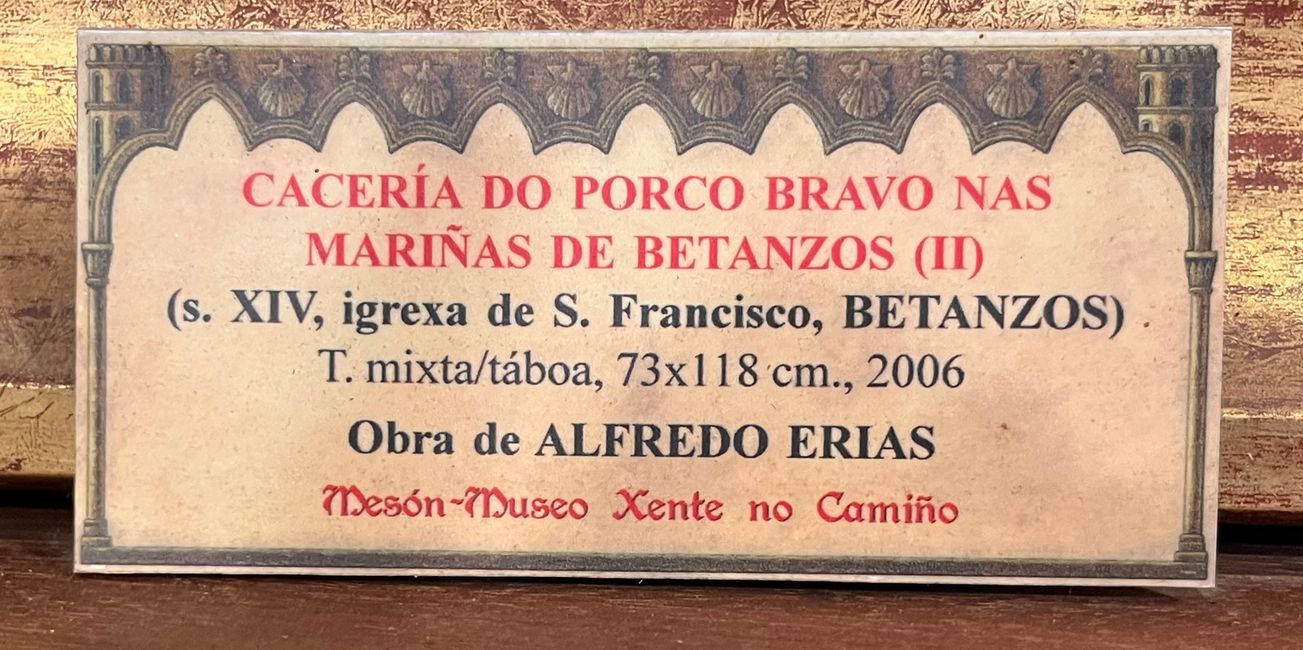 CACERÍA DO PORCO BRAVO NAS
MARIÑAS DE BETANZOS (II)
(s. XIV, igrexa de S. Francisco, BETANZOS)
T. mixta/táboa, 73x118 cm., 2006
Obra de ALFREDO ERIAS
Mesón-Museo Xente no Camiño